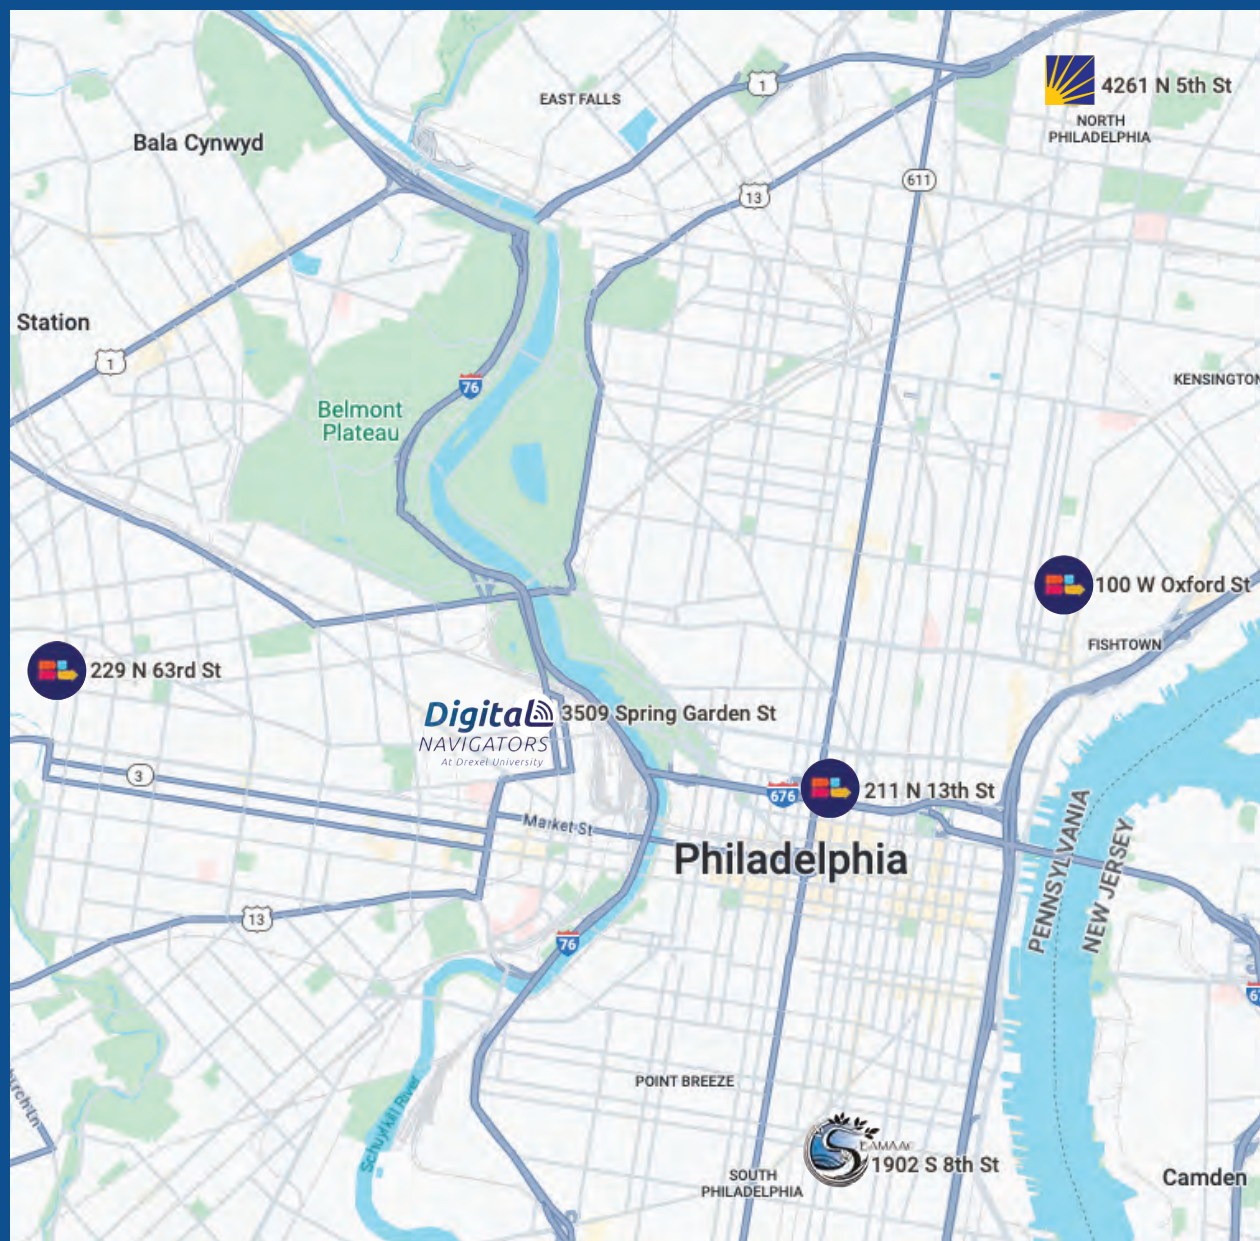 1
EAST FALLS
4261 N 5th St
NORTH
PHILADELPHIA
Bala Cynwyd
611
13
Station
1
76
KENSINGTON
Belmont
Plateau
100 W Oxford St
FISHTOWN
229 N 63rd St
Digital
NAVIGATORS
At Drexel University
3509 Spring Garden St
3
676
211 N 13th St
Market St
Philadelphia
PENNSYLVANIA
NEW JERSEY
13
76
POINT BREEZE
Schuylkill River
SEAMAAC
1902 S 8th St
SOUTH
PHILADELPHIA
Camden